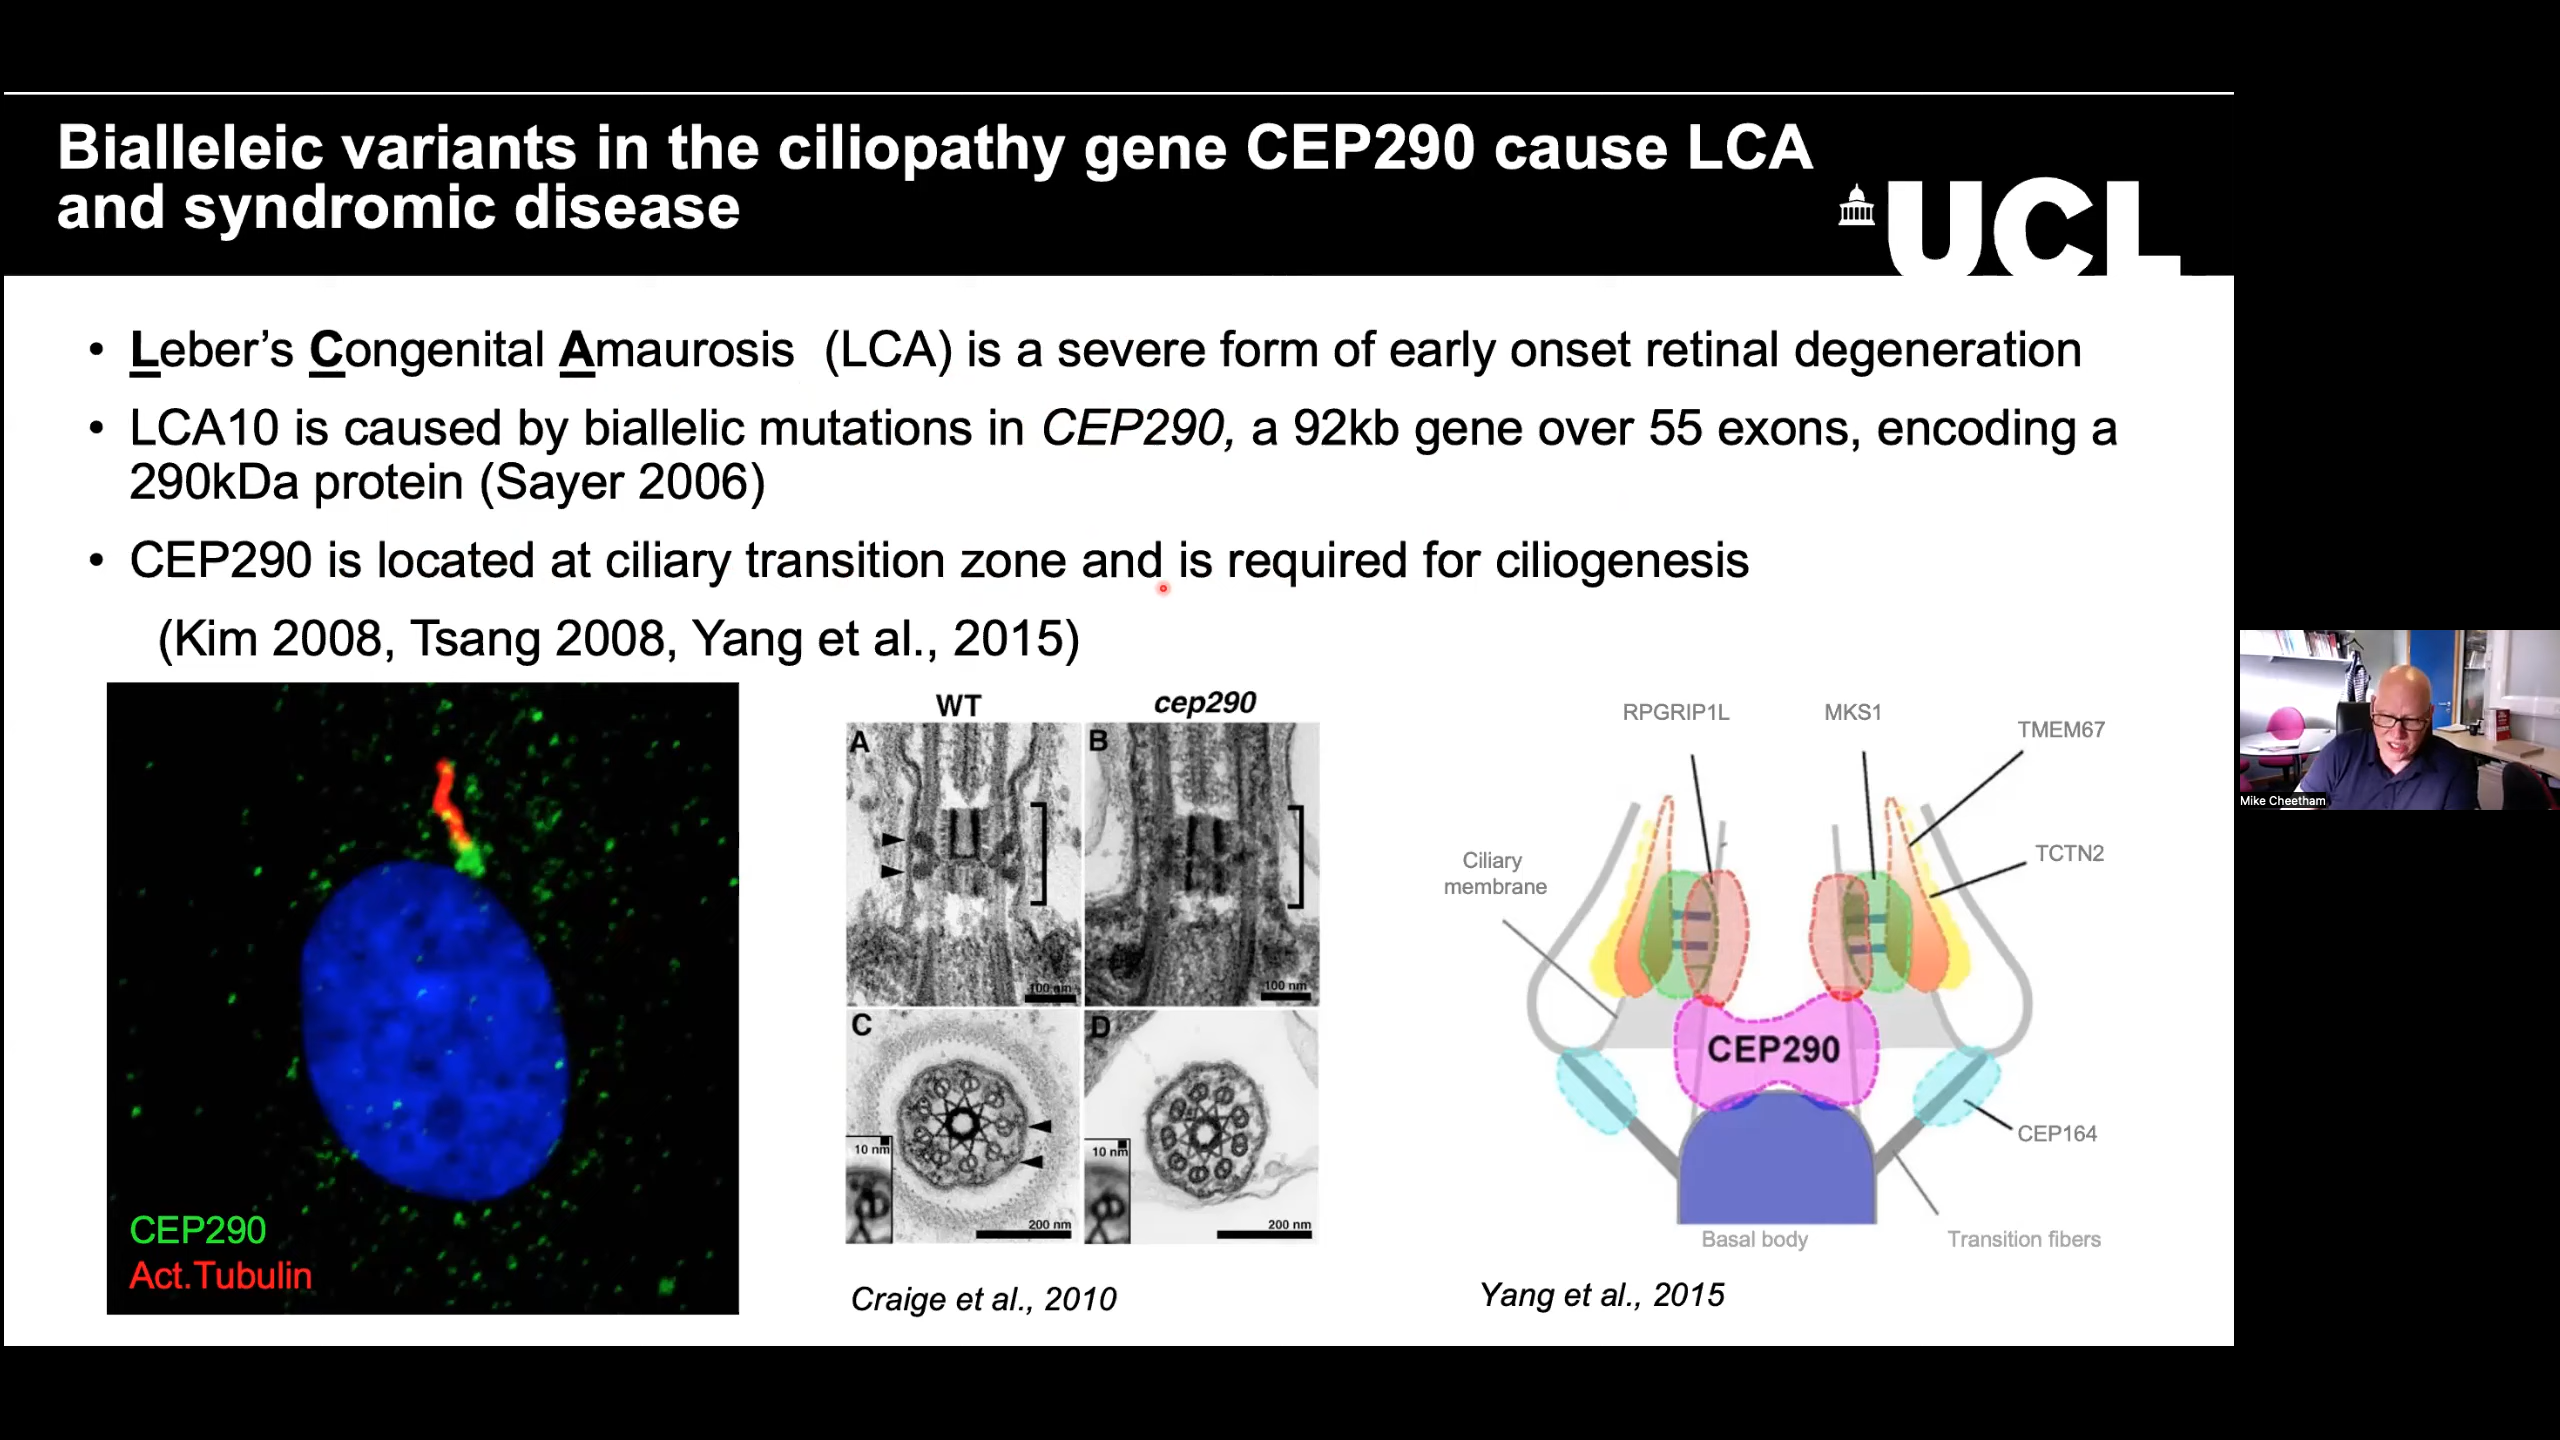 Bialleleic variants in the ciliopathy gene CEP290 cause LCA
and syndromic disease
UCL
• Leber’s Congenital Amaurosis (LCA) is a severe form of early onset retinal degeneration
• LCA10 is caused by biallelic mutations in CEP290, a 92kb gene over 55 exons, encoding a
290kDa protein (Sayer 2006)
• CEP290 is located at ciliary transition zone and is required for ciliogenesis
(Kim 2008, Tsang 2008, Yang et al., 2015)
CEP290
Act.Tubulin
WT
cep290
A
B
100 nm
100 nm
C
D
10 nm
10 nm
200 nm
200 nm
Craige et al., 2010
RPGRIP1L
MKS1
TMEM67
TCTN2
Ciliary
membrane
CEP290
CEP164
Basal body
Transition fibers
Yang et al., 2015
Mike Cheetham